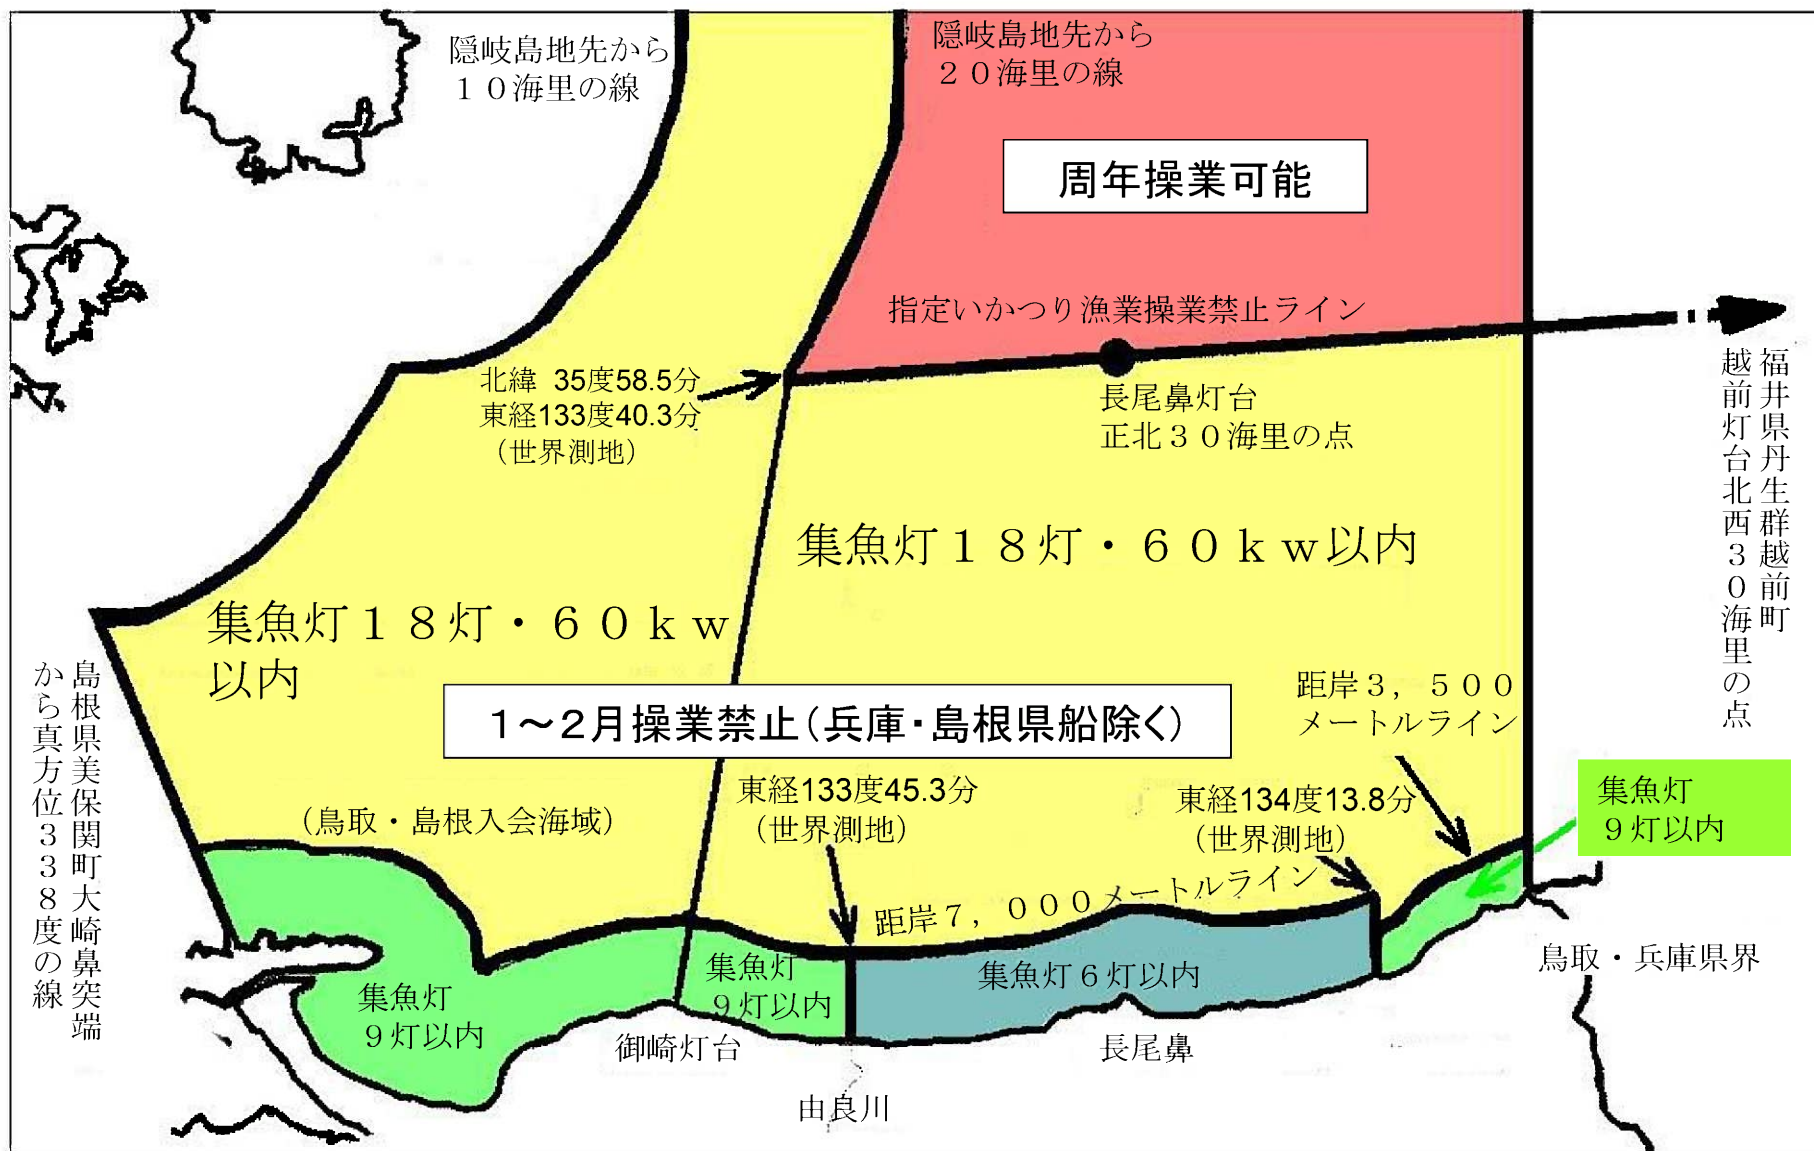 隠岐島地先から
１０海里の線
隠岐島地先から
２０海里の線
周年操業可能
指定いかつり漁業操業禁止ライン
北緯 35度58.5分
東経133度40.3分
（世界測地）
長尾鼻灯台
正北３０海里の点
福井県丹生群越前町
越前灯台北西３０海里の点
集魚灯１８灯・６０ｋｗ以内
集魚灯１８灯・６０ｋｗ
以内
１～２月操業禁止（兵庫・島根県船除く）
距岸３，５００
メートルライン
島根県美保関町大崎鼻突端
から真方位３３８度の線
（鳥取・島根入会海域）
東経133度45.3分
（世界測地）
東経134度13.8分
（世界測地）
集魚灯
９灯以内
距岸７，０００メートルライン
鳥取・兵庫県界
集魚灯
９灯以内
集魚灯
９灯以内
集魚灯６灯以内
御崎灯台
長尾鼻
由良川